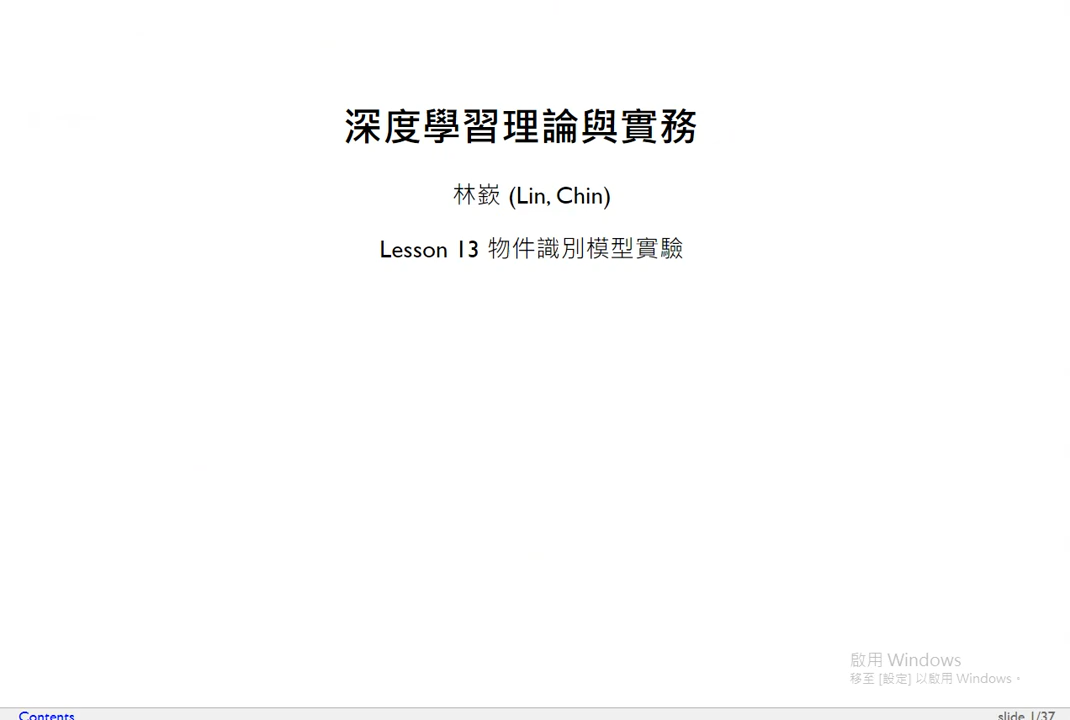 深度學習理論與實務
林嶔 (Lin, Chin)
Lesson 13 物件識別模型實驗
啟用 Windows
移至 [設定] 以啟用 Windows。
Contents
slide 1/37